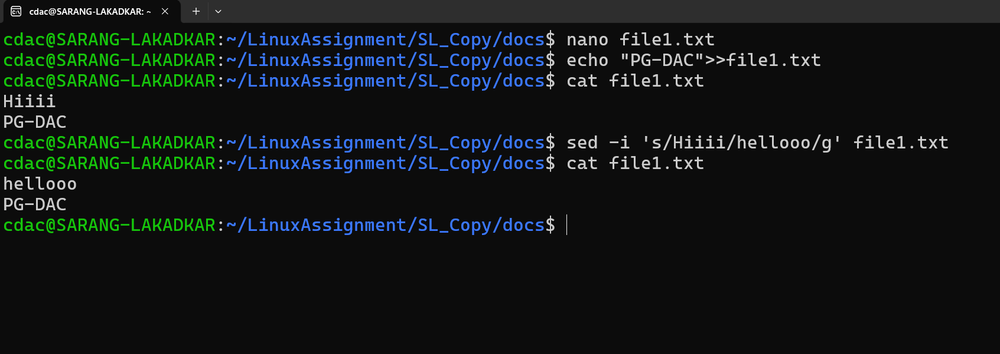 cdac@SARANG-LAKADKAR: ~
cdac@SARANG-LAKADKAR:~/LinuxAssignment/SL_Copy/docs$ nano file1.txt
cdac@SARANG-LAKADKAR:~/LinuxAssignment/SL_Copy/docs$ echo "PG-DAC">>file1.txt
cdac@SARANG-LAKADKAR:~/LinuxAssignment/SL_Copy/docs$ cat file1.txt
Hiiii
PG-DAC
cdac@SARANG-LAKADKAR:~/LinuxAssignment/SL_Copy/docs$ sed -i 's/Hiiii/hellooo/g' file1.txt
cdac@SARANG-LAKADKAR:~/LinuxAssignment/SL_Copy/docs$ cat file1.txt
hellooo
PG-DAC
cdac@SARANG-LAKADKAR:~/LinuxAssignment/SL_Copy/docs$